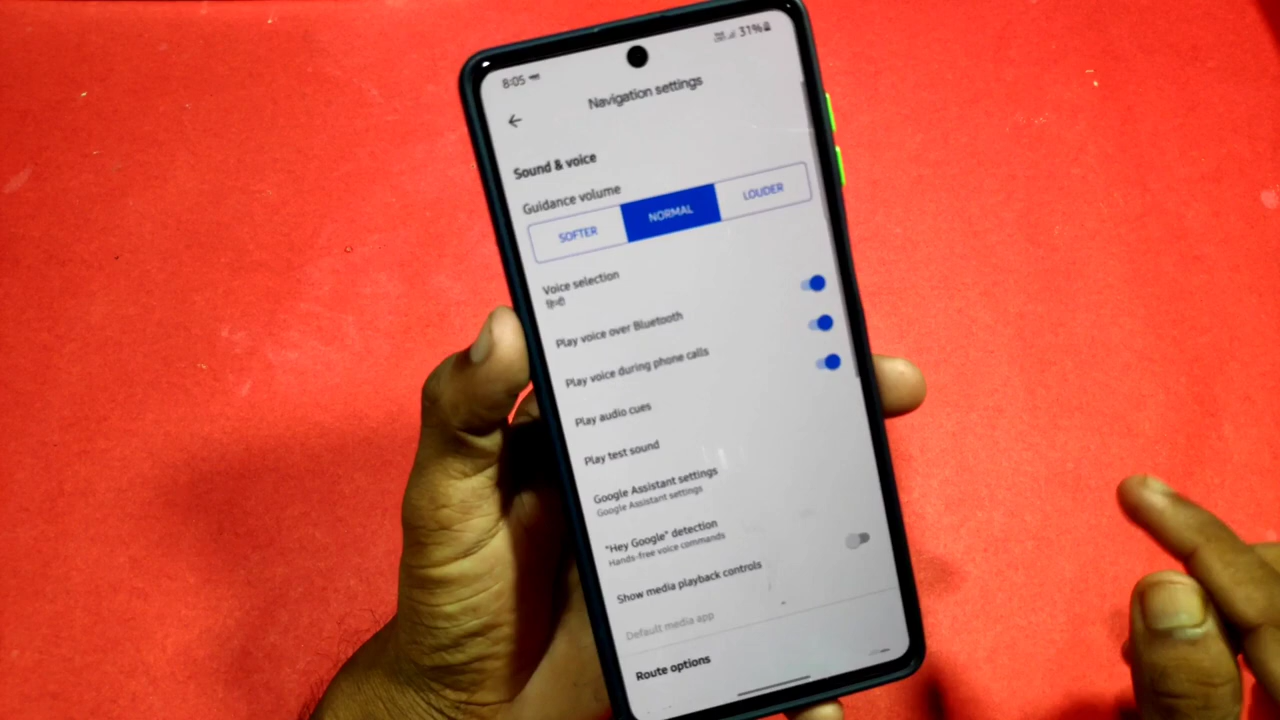 8:05
31%
Navigation settings
Sound & voice
Guidance volume
SOFTER
NORMAL
LOUDER
Voice selection
हिन्दी
Play voice over Bluetooth
Play voice during phone calls
Play audio cues
Play test sound
Google Assistant settings
Google Assistant settings
"Hey Google" detection
Hands-free voice commands
Show media playback controls
Default media app
Route options